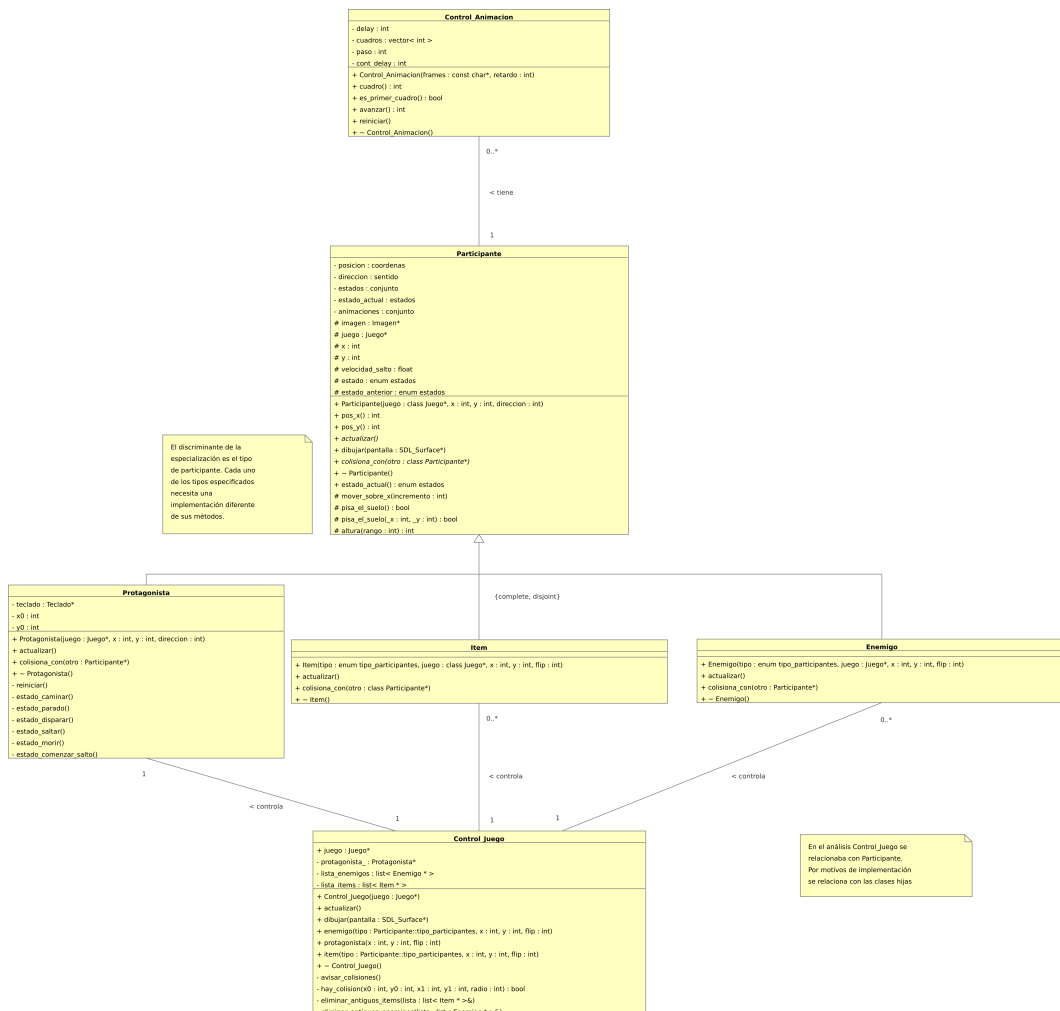 Control_Animacion
- delay : int
- cuadros : vector< int >
- paso : int
- cont_delay : int
+ Control_Animacion(frames : const char*, retardo : int)
+ cuadro() : int
+ es_primer_cuadro() : bool
+ avanzar() : int
+ reiniciar()
+ ~ Control_Animacion()
0..*
< tiene
1
Participante
- posicion : coordenas
- direccion : sentido
- estados : conjunto
- estado_actual : estados
- animaciones : conjunto
# imagen : Imagen*
# juego : Juego*
# x : int
# y : int
# velocidad_salto : float
# estado : enum estados
# estado_anterior : enum estados
+ Participante(juego : class Juego*, x : int, y : int, direccion : int)
+ pos_x() : int
+ pos_y() : int
+ actualizar()
+ dibujar(pantalla : SDL_Surface*)
+ colisiona_con(otro : class Participante*)
+ ~ Participante()
+ estado_actual() : enum estados
# mover_sobre_x(incremento : int)
# pisa_el_suelo() : bool
# pisa_el_suelo(_x : int, _y : int) : bool
# altura(rango : int) : int
El discriminante de la
especialización es el tipo
de participante. Cada uno
de los tipos especificados
necesita una
implementación diferente
de sus métodos.
{complete, disjoint}
Protagonista
- teclado : Teclado*
- x0 : int
- y0 : int
+ Protagonista(juego : Juego*, x : int, y : int, direccion : int)
+ actualizar()
+ colisiona_con(otro : Participante*)
+ ~ Protagonista()
- reiniciar()
- estado_caminar()
- estado_parado()
- estado_disparar()
- estado_saltar()
- estado_morir()
- estado_comenzar_salto()
Item
+ Item(tipo : enum tipo_participantes, juego : class Juego*, x : int, y : int, flip : int)
+ actualizar()
+ colisiona_con(otro : class Participante*)
+ ~ Item()
Enemigo
+ Enemigo(tipo : enum tipo_participantes, juego : Juego*, x : int, y : int, flip : int)
+ actualizar()
+ colisiona_con(otro : Participante*)
+ ~ Enemigo()
1
< controla
1
0..*
< controla
1
0..*
< controla
1
Control_Juego
+ juego : Juego*
- protagonista_ : Protagonista*
- lista_enemigos : list< Enemigo * >
- lista_items : list< Item * >
+ Control_Juego(juego : Juego*)
+ actualizar()
+ dibujar(pantalla : SDL_Surface*)
+ enemigo(tipo : Participante::tipo_participantes, x : int, y : int, flip : int)
+ protagonista(x : int, y : int, flip : int)
+ item(tipo : Participante::tipo_participantes, x : int, y : int, flip : int)
+ ~ Control_Juego()
- avisar_colisiones()
- hay_colision(x0 : int, y0 : int, x1 : int, y1 : int, radio : int) : bool
- eliminar_antiguos_items(lista : list< Item * >&)
En el análisis Control_Juego se
relacionaba con Participante.
Por motivos de implementación
se relaciona con las clases hijas